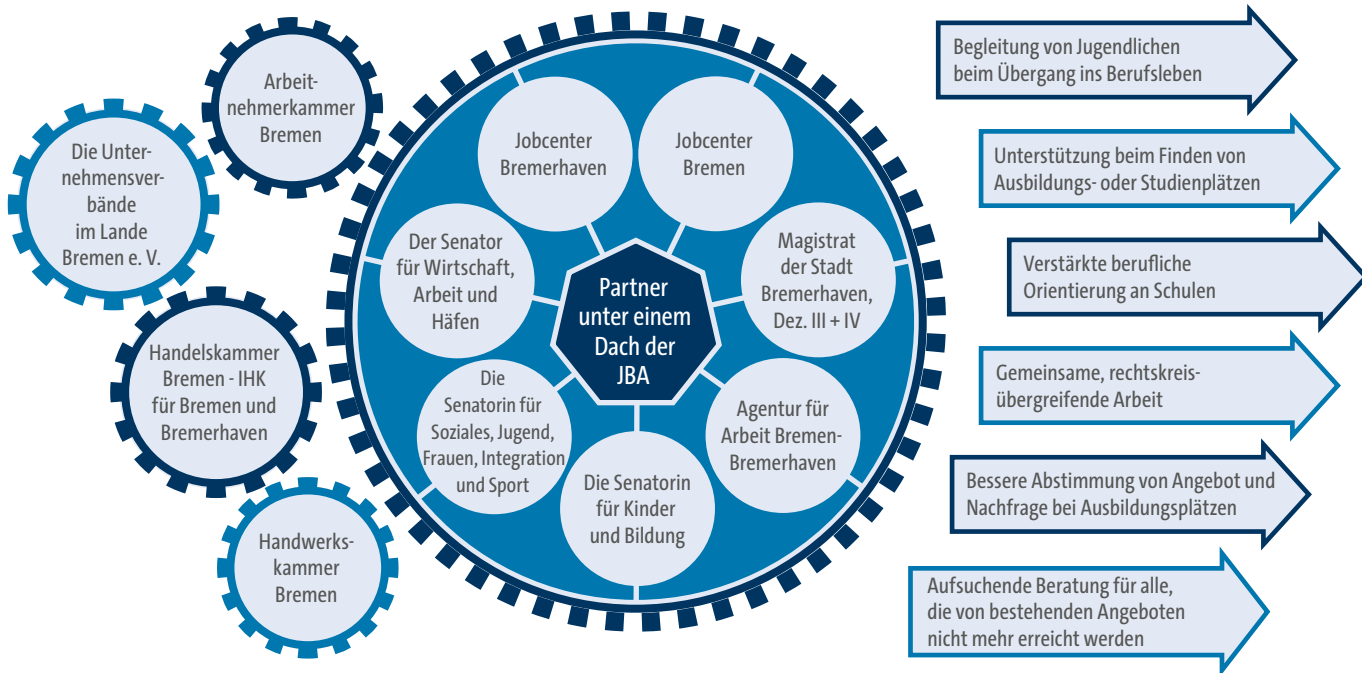 Arbeit-
nehmerkammer
Bremen
Die Unter-
nehmensver-
bände
im Lande
Bremen e. V.
Handelskammer
Bremen - IHK
für Bremen und
Bremerhaven
Handwerks-
kammer
Bremen
Jobcenter
Bremerhaven
Jobcenter
Bremen
Der Senator
für Wirtschaft,
Arbeit und
Häfen
Magistrat
der Stadt
Bremerhaven,
Dez. III + IV
Partner
unter einem
Dach der
JBA
Die
Senatorin für
Soziales, Jugend,
Frauen, Integration
und Sport
Agentur für
Arbeit Bremen-
Bremerhaven
Die Senatorin
für Kinder
und Bildung
Begleitung von Jugendlichen
beim Übergang ins Berufsleben
Unterstützung beim Finden von
Ausbildungs- oder Studienplätzen
Verstärkte berufliche
Orientierung an Schulen
Gemeinsame, rechtskreis-
übergreifende Arbeit
Bessere Abstimmung von Angebot und
Nachfrage bei Ausbildungsplätzen
Aufsuchende Beratung für alle,
die von bestehenden Angeboten
nicht mehr erreicht werden